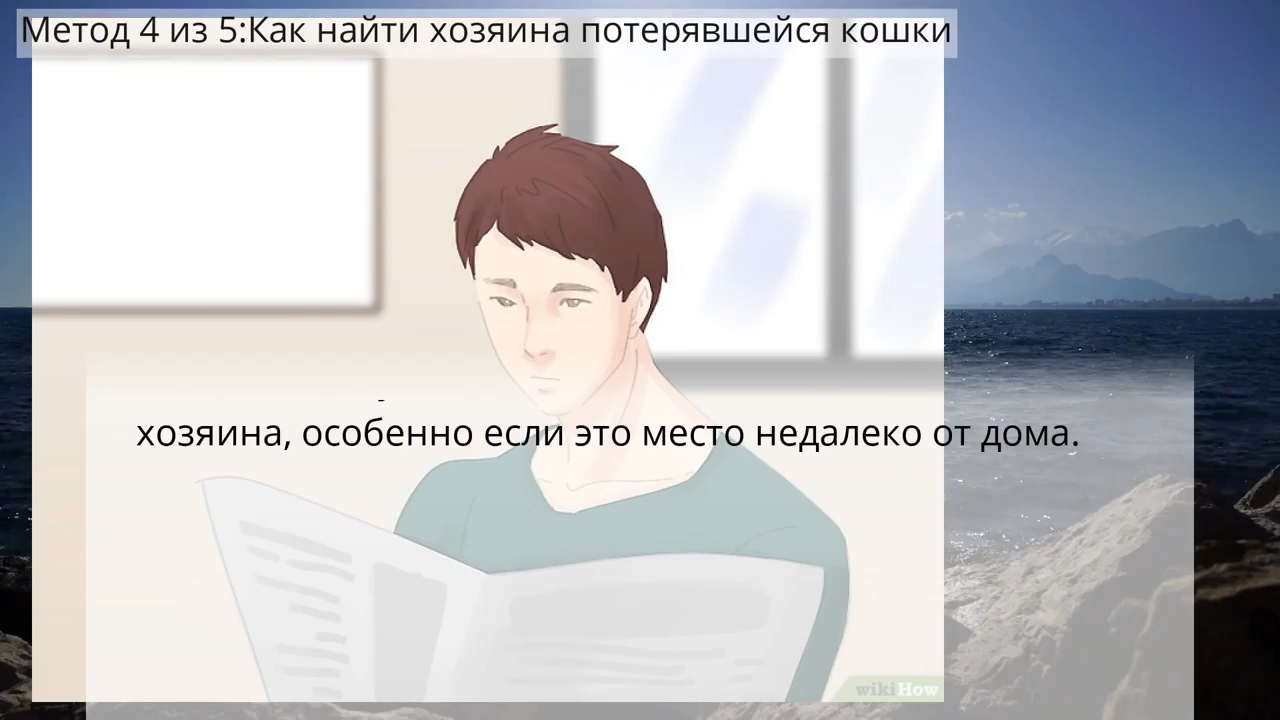 Метод 4 из 5:Как найти хозяина потерявшейся кошки
хозяина, особенно если это место недалеко от дома.
wikiHow